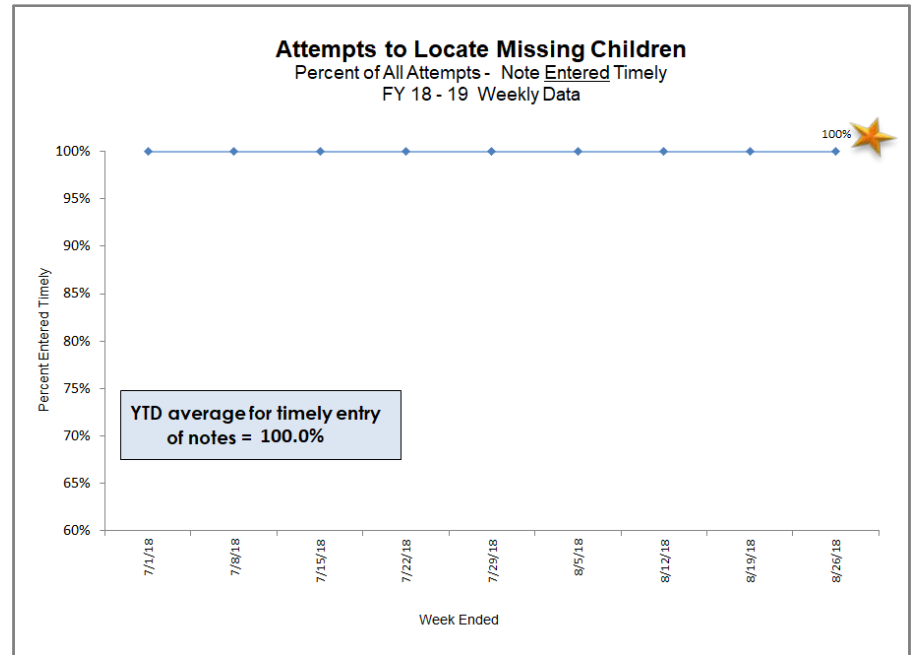 Attempts to Locate Missing Children
Percent of All Attempts - Note Entered Timely
FY 18 - 19 Weekly Data
100%
100%
95%
90%
85%
80%
75%
70%
65%
60%
Percent Entered Timely
YTD average for timely entry
of notes = 100.0%
7/1/18
7/8/18
7/15/18
7/22/18
7/29/18
8/5/18
8/12/18
8/19/18
8/26/18
Week Ended